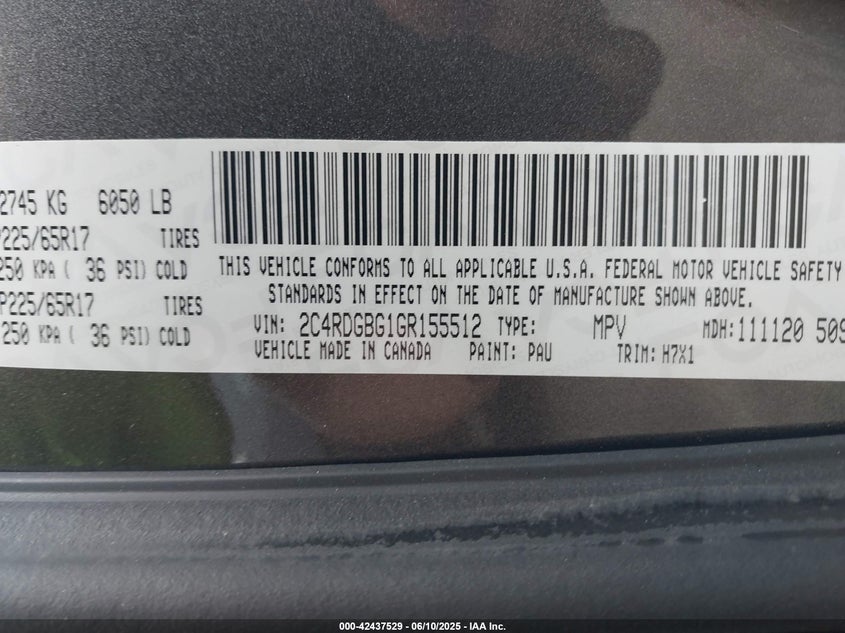 2745 KG 6050 LB
P225/65R17 TIRES
250 KPA ( 36 PSI) COLD
P225/65R17 TIRES
250 KPA ( 36 PSI) COLD
THIS VEHICLE CONFORMS TO ALL APPLICABLE U.S.A. FEDERAL MOTOR VEHICLE SAFETY
STANDARDS IN EFFECT ON THE DATE OF MANUFACTURE SHOWN ABOVE.
VIN: 2C4RDGBG1GR155512 TYPE: MPV MDH: 111120 509
VEHICLE MADE IN CANADA PAINT: PAU TRIM: H7X1
000-42437529 - 06/10/2025 - IAA Inc.